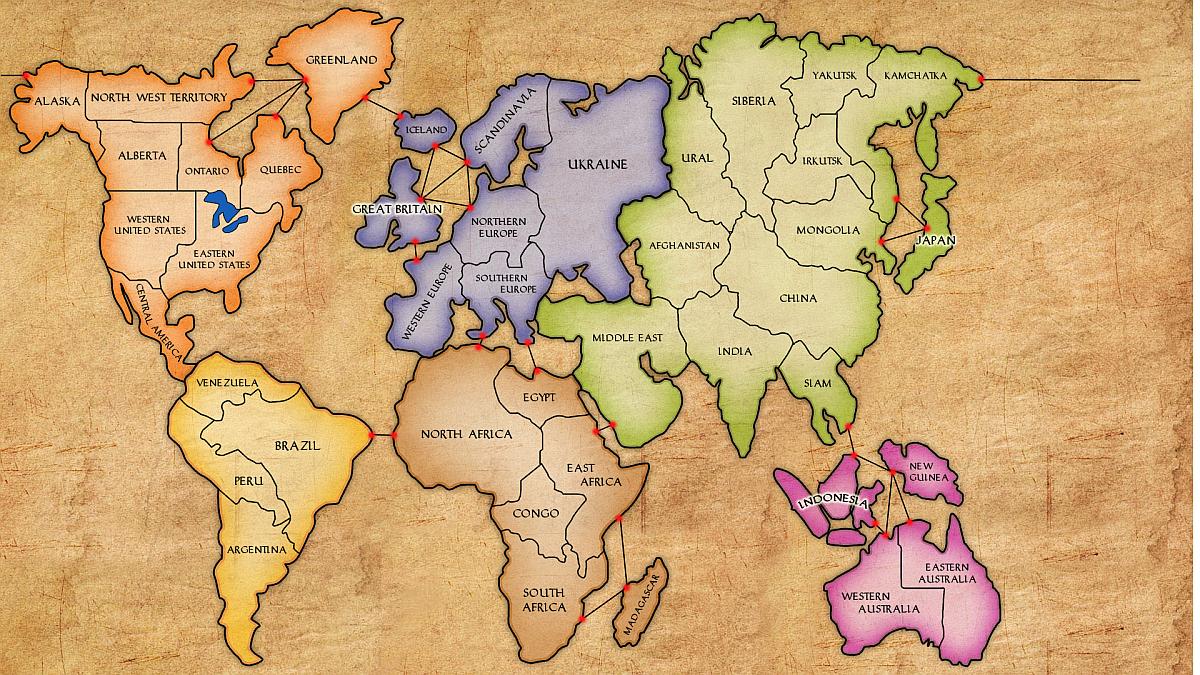 GREENLAND
ALASKA
NORTH WEST TERRITORY
ALBERTA
ONTARIO
QUEBEC
WESTERN
UNITED STATES
EASTERN
UNITED STATES
CENTRAL AMERICA
VENEZUELA
BRAZIL
PERU
ARGENTINA
ICELAND
SCANDINAVIA
UKRAINE
GREAT BRITAIN
NORTHERN
EUROPE
SOUTHERN
EUROPE
WESTERN EUROPE
NORTH AFRICA
EGYPT
EAST
AFRICA
CONGO
SOUTH
AFRICA
MADAGASCAR
SIBERIA
YAKUTSK
KAMCHATKA
URAL
IRKUTSK
MONGOLIA
JAPAN
AFGHANISTAN
CHINA
MIDDLE EAST
INDIA
SIAM
INDONESIA
NEW
GUINEA
WESTERN
AUSTRALIA
EASTERN
AUSTRALIA